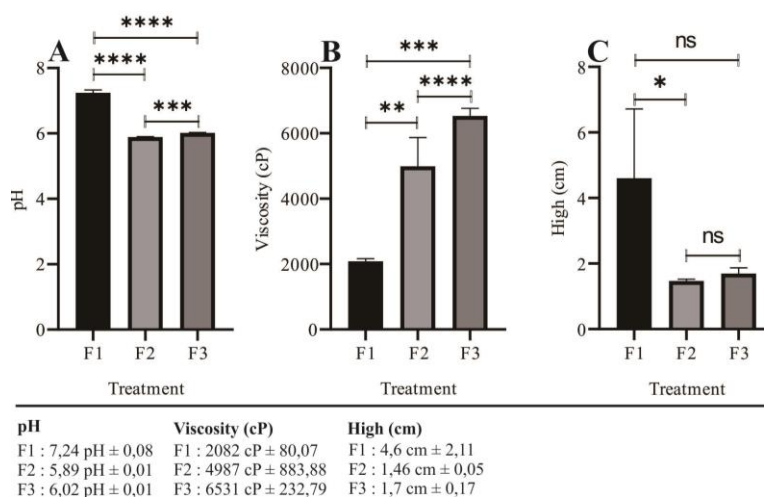 A
****
****
***
8
6
4
2
0
pH
F1 F2 F3
Treatment
B
***
****
**
8000
6000
4000
2000
0
Viscosity (cP)
F1 F2 F3
Treatment
C
ns
*
ns
8
6
4
2
0
High (cm)
F1 F2 F3
Treatment
pH Viscosity (cP) High (cm)
F1 : 7,24 pH ± 0,08 F1 : 2082 cP ± 80,07 F1 : 4,6 cm ± 2,11
F2 : 5,89 pH ± 0,01 F2 : 4987 cP ± 883,88 F2 : 1,46 cm ± 0,05
F3 : 6,02 pH ± 0,01 F3 : 6531 cP ± 232,79 F3 : 1,7 cm ± 0,17